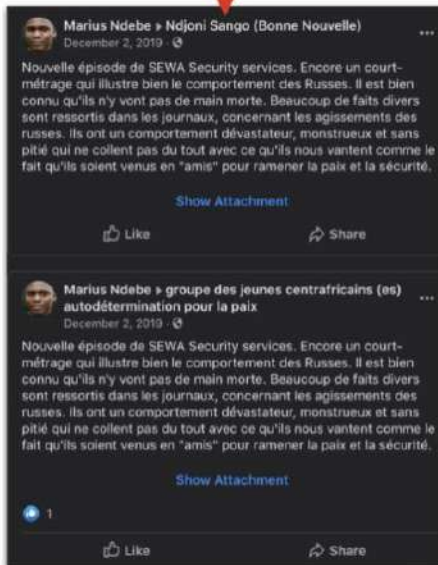 Marius Ndebe ▸ Ndjoni Sango (Bonne Nouvelle)
December 2, 2019 ·
Nouvelle épisode de SEWA Security services. Encore un court-
métrage qui illustre bien le comportement des Russes. Il est bien
connu qu'ils n'y vont pas de main morte. Beaucoup de faits divers
sont ressortis dans les journaux, concernant les agissements des
russes. Ils ont un comportement dévastateur, monstrueux et sans
pitié qui ne collent pas du tout avec ce qu'ils nous vantent comme le
fait qu'ils soient venus en "amis" pour ramener la paix et la sécurité.
Show Attachment
Like Share
Marius Ndebe ▸ groupe des jeunes centrafricains (es)
autodétermination pour la paix
December 2, 2019 ·
Nouvelle épisode de SEWA Security services. Encore un court-
métrage qui illustre bien le comportement des Russes. Il est bien
connu qu'ils n'y vont pas de main morte. Beaucoup de faits divers
sont ressortis dans les journaux, concernant les agissements des
russes. Ils ont un comportement dévastateur, monstrueux et sans
pitié qui ne collent pas du tout avec ce qu'ils nous vantent comme le
fait qu'ils soient venus en "amis" pour ramener la paix et la sécurité.
Show Attachment
1
Like Share